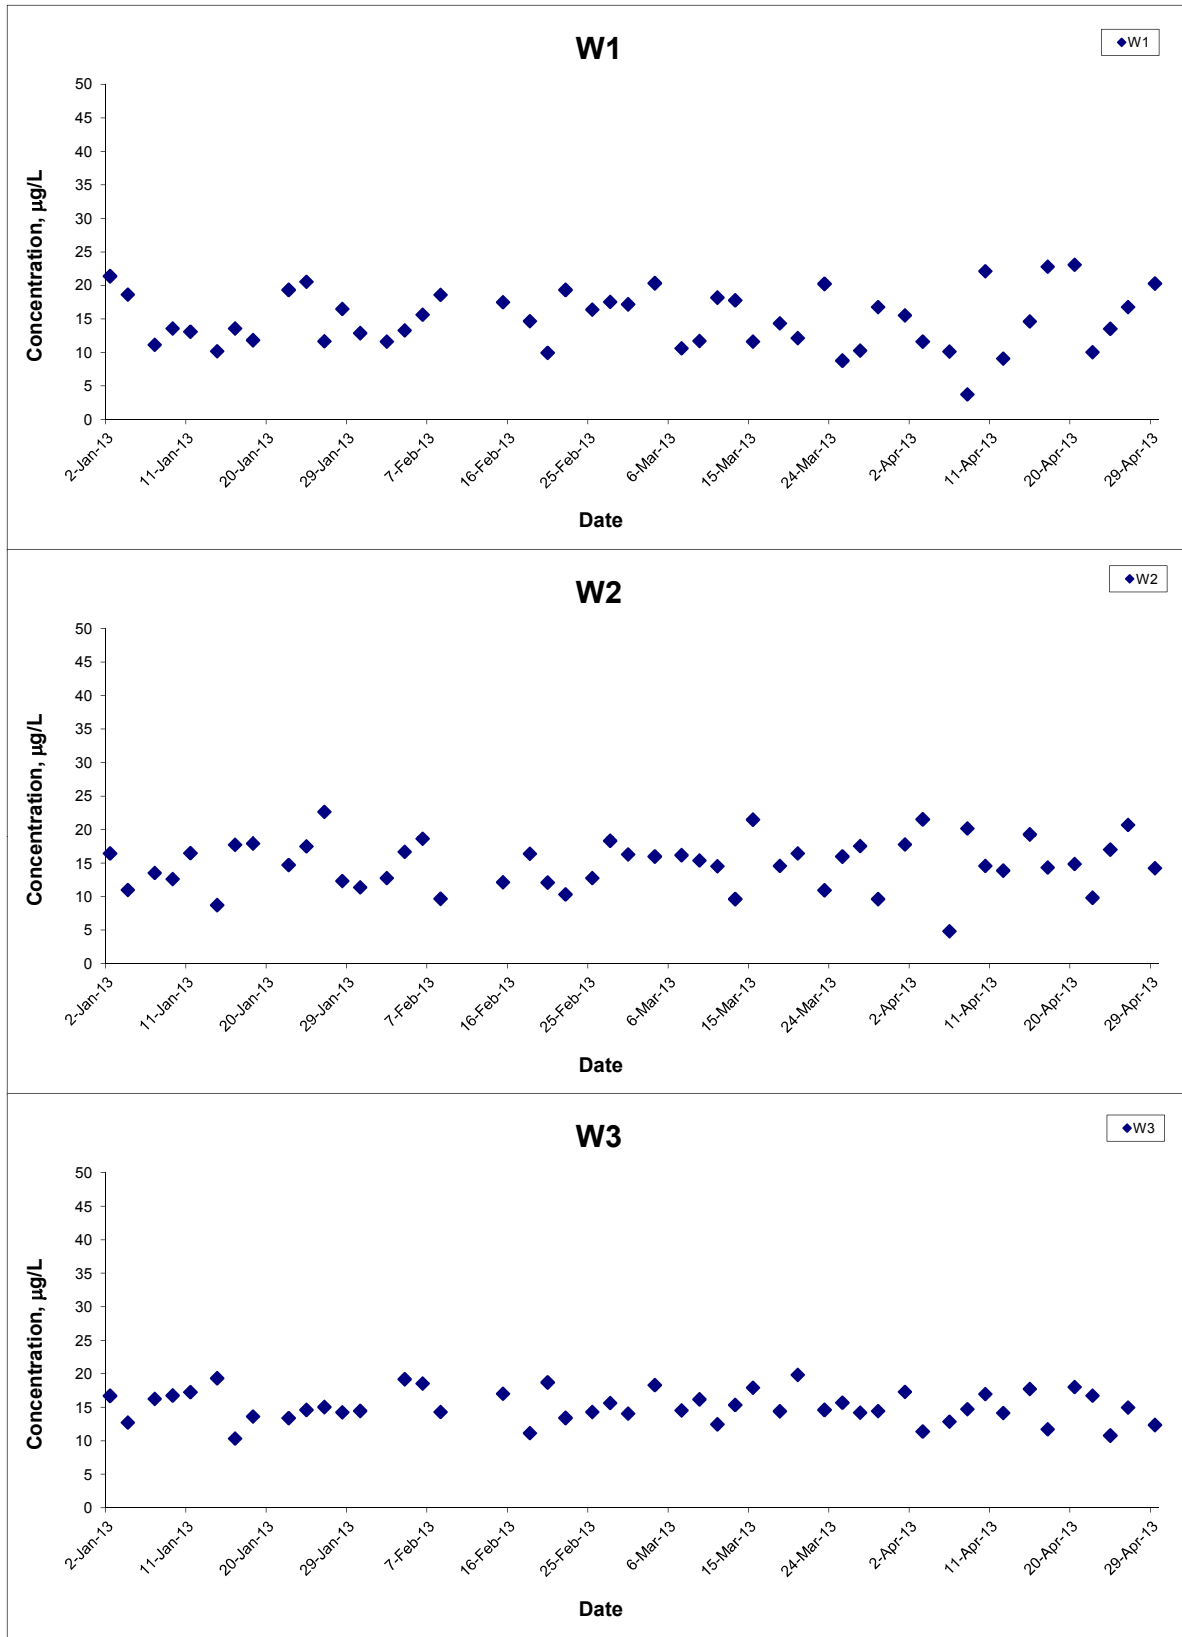 W1
W1
50
45
40
35
30
25
20
15
10
5
0
Concentration, µg/L
2-Jan-13
11-Jan-13
20-Jan-13
29-Jan-13
7-Feb-13
16-Feb-13
25-Feb-13
6-Mar-13
15-Mar-13
24-Mar-13
2-Apr-13
11-Apr-13
20-Apr-13
29-Apr-13
Date
W2
W2
50
45
40
35
30
25
20
15
10
5
0
Concentration, µg/L
2-Jan-13
11-Jan-13
20-Jan-13
29-Jan-13
7-Feb-13
16-Feb-13
25-Feb-13
6-Mar-13
15-Mar-13
24-Mar-13
2-Apr-13
11-Apr-13
20-Apr-13
29-Apr-13
Date
W3
W3
50
45
40
35
30
25
20
15
10
5
0
Concentration, µg/L
2-Jan-13
11-Jan-13
20-Jan-13
29-Jan-13
7-Feb-13
16-Feb-13
25-Feb-13
6-Mar-13
15-Mar-13
24-Mar-13
2-Apr-13
11-Apr-13
20-Apr-13
29-Apr-13
Date